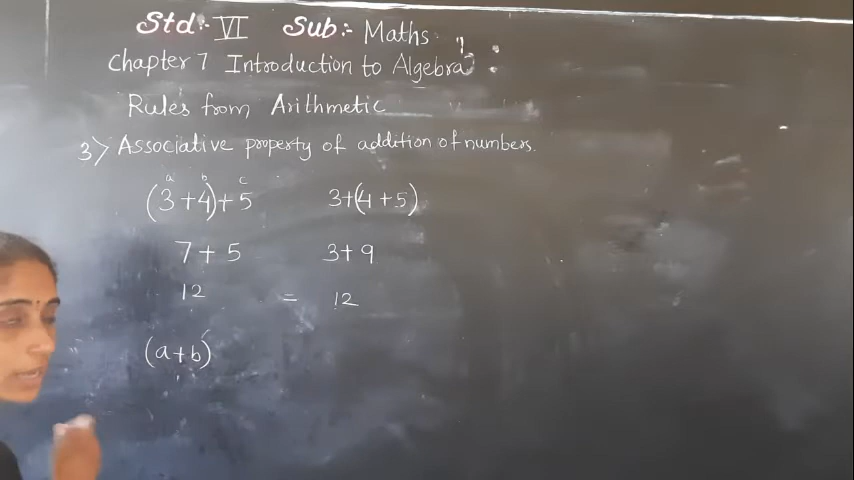 Std:- VI Sub:- Maths
Chapter 7 Introduction to Algebra
Rules from Arithmetic
3) Associative property of addition of numbers.
a b c
(3+4)+5 3+(4+5)
7+5 3+9
12 = 12
(a+b)